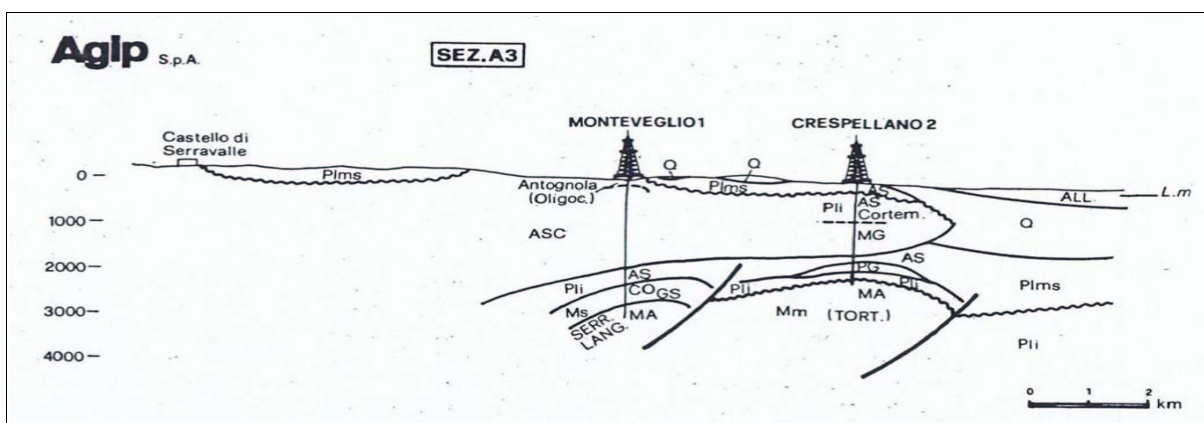 Agip S.p.A.
SEZ.A3
MONTEVEGLIO 1
CRESPELLANO 2
Castello di
Serravalle
Q
Q
0
Plms
Antognola
(Oligoc.)
Plms
AS
AS
Pli
Cortem.
ALL.
L.m
1000
ASC
MG
Q
2000
AS
AS
PG
Pli
CO
GS
Pli
Pli
Plms
3000
Ms
MA
MA
Mm
(TORT.)
SERR.
LANG.
4000
Pli
0 1 2
km